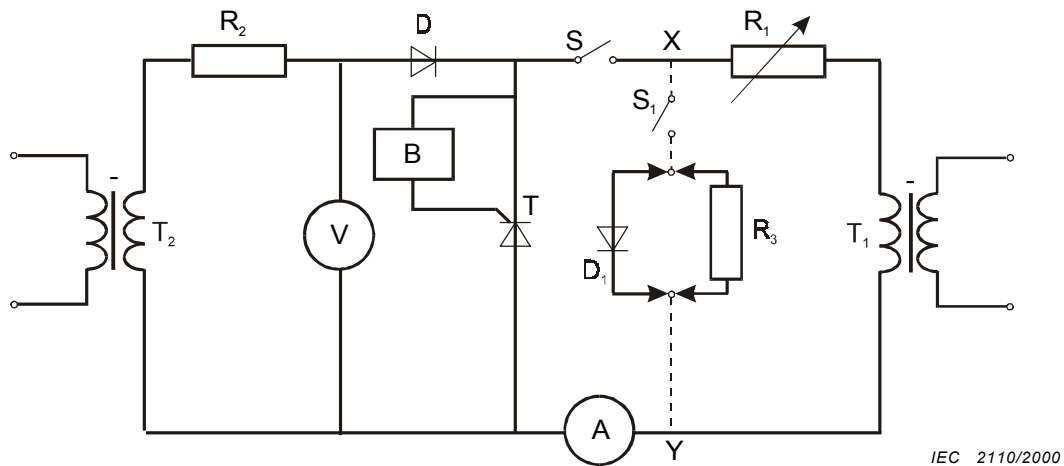 R₂
D
S
X
R₁
S₁
B
T
V
T₂
D₁
R₃
T₁
A
Y
IEC 2110/2000